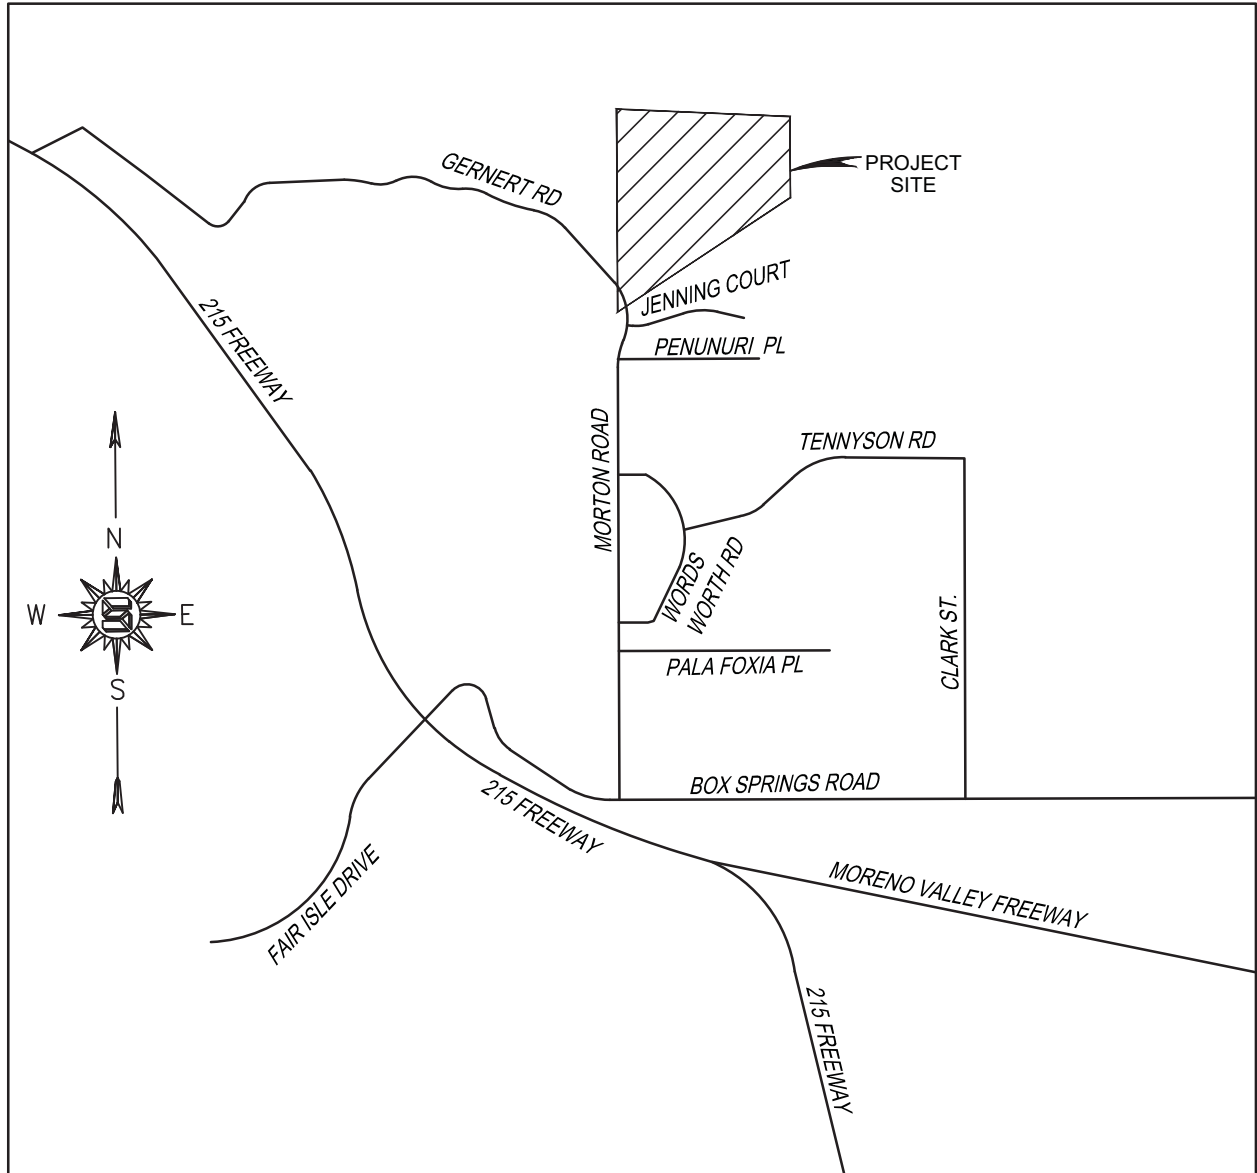 GERNERT RD
PROJECT
SITE
JENNING COURT
215 FREEWAY
PENUNURI PL
MORTON ROAD
TENNYSON RD
WORDS
WORTH RD
N
W
E
S
CLARK ST.
PALA FOXIA PL
BOX SPRINGS ROAD
215 FREEWAY
FAIR ISLE DRIVE
MORENO VALLEY FREEWAY
215 FREEWAY